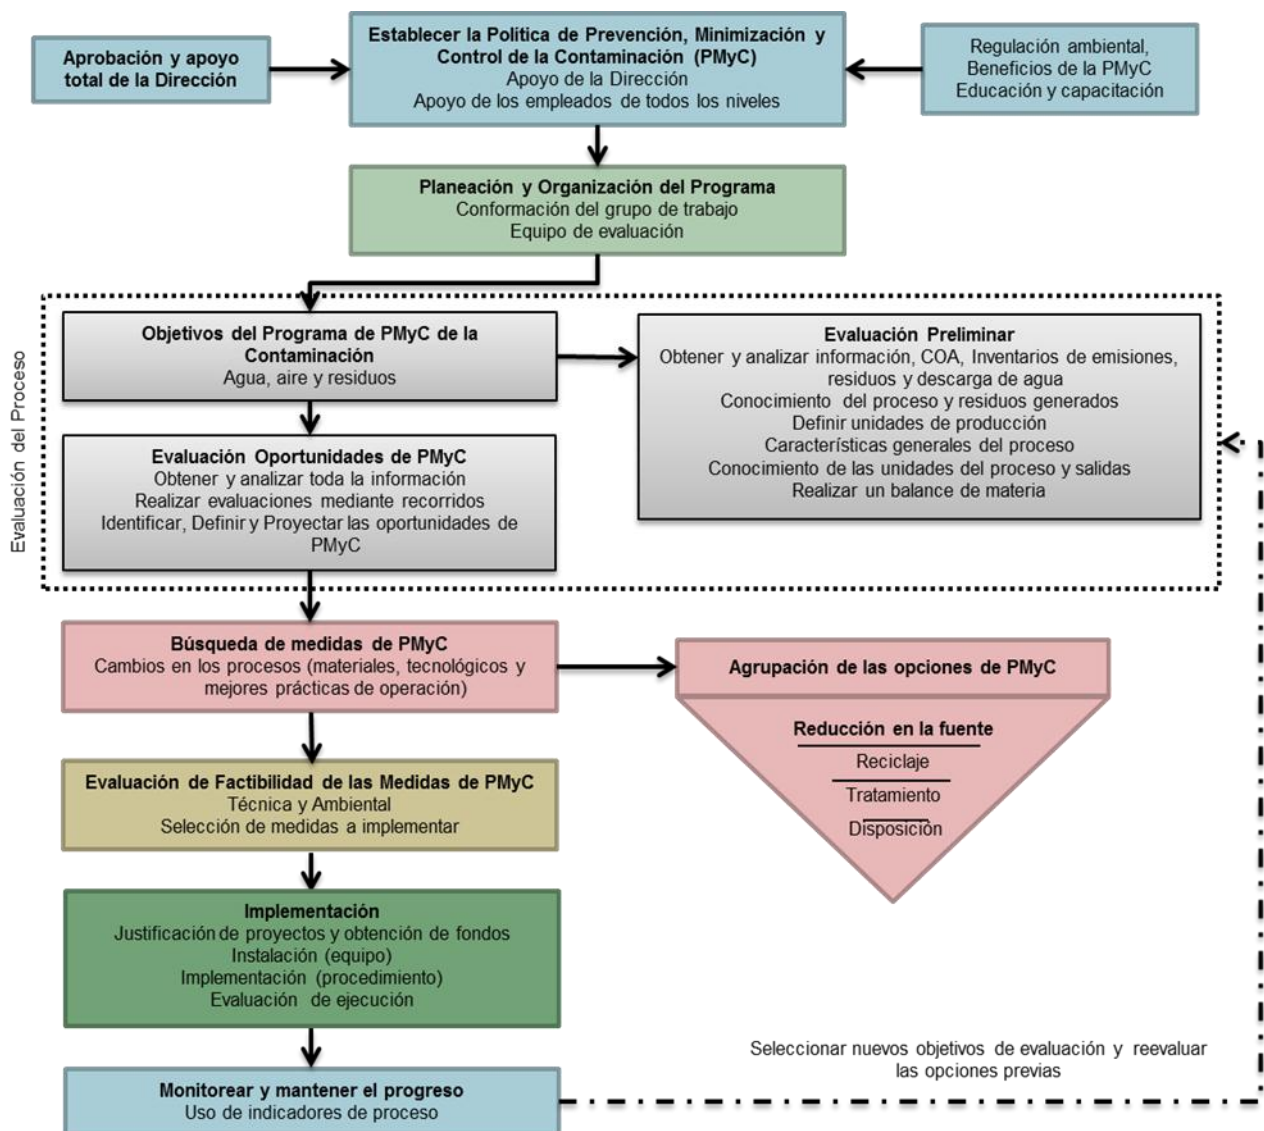 Aprobación y apoyo
total de la Dirección
Establecer la Política de Prevención, Minimización y
Control de la Contaminación (PMyC)
Apoyo de la Dirección
Apoyo de los empleados de todos los niveles
Regulación ambiental,
Beneficios de la PMyC
Educación y capacitación
Planeación y Organización del Programa
Conformación del grupo de trabajo
Equipo de evaluación
Evaluación del Proceso
Objetivos del Programa de PMyC de la
Contaminación
Agua, aire y residuos
Evaluación Preliminar
Obtener y analizar información, COA, Inventarios de emisiones,
residuos y descarga de agua
Conocimiento del proceso y residuos generados
Definir unidades de producción
Características generales del proceso
Conocimiento de las unidades del proceso y salidas
Realizar un balance de materia
Evaluación Oportunidades de PMyC
Obtener y analizar toda la información
Realizar evaluaciones mediante recorridos
Identificar, Definir y Proyectar las oportunidades de
PMyC
Búsqueda de medidas de PMyC
Cambios en los procesos (materiales, tecnológicos y
mejores prácticas de operación)
Agrupación de las opciones de PMyC
Reducción en la fuente
Reciclaje
Tratamiento
Disposición
Evaluación de Factibilidad de las Medidas de PMyC
Técnica y Ambiental
Selección de medidas a implementar
Implementación
Justificación de proyectos y obtención de fondos
Instalación (equipo)
Implementación (procedimiento)
Evaluación de ejecución
Seleccionar nuevos objetivos de evaluación y reevaluar
las opciones previas
Monitorear y mantener el progreso
Uso de indicadores de proceso